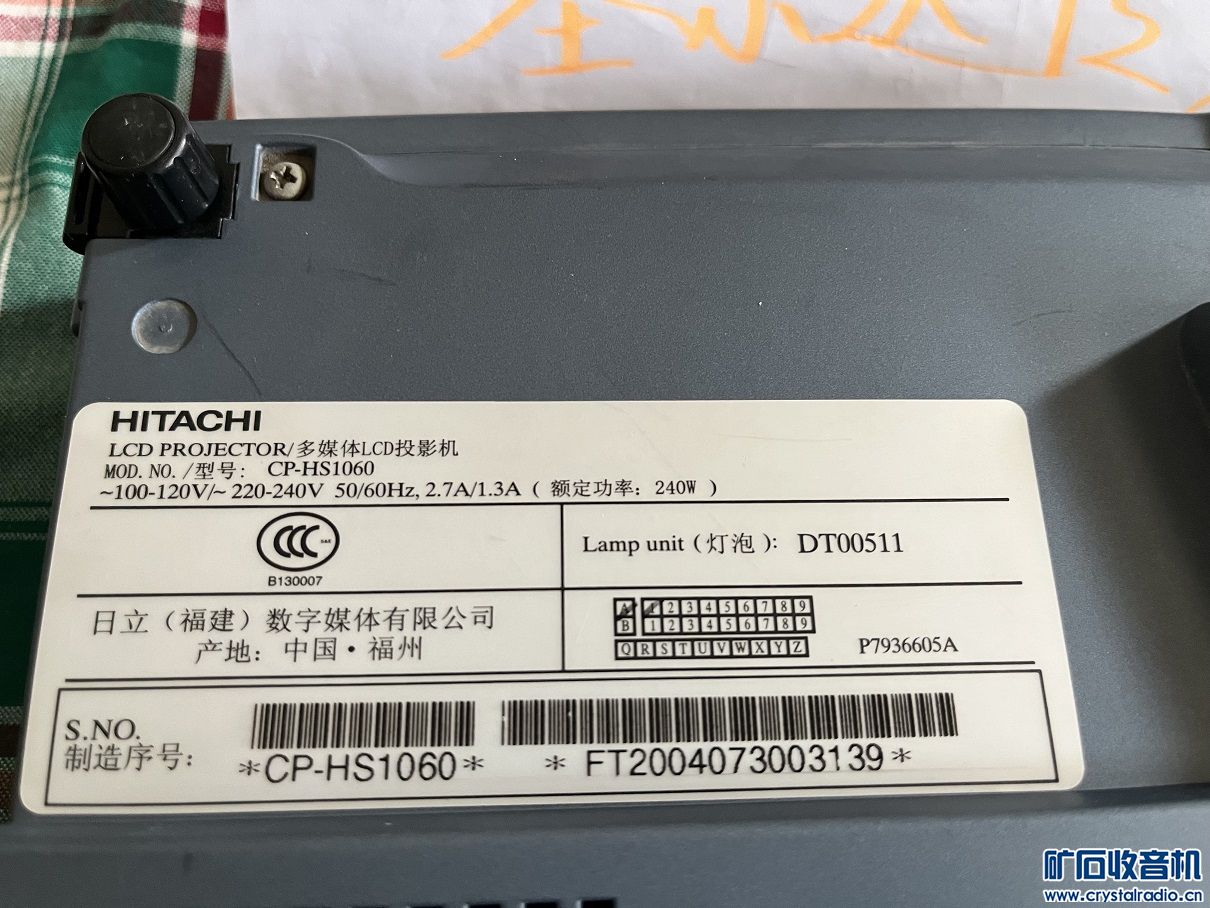 HITACHI
LCD PROJECTOR/多媒体LCD投影机
MOD. NO. /型号: CP-HS1060
~100-120V/~ 220-240V 50/60Hz, 2.7A/1.3A ( 额定功率: 240W )
CCC S&E
B130007
Lamp unit (灯泡): DT00511
日立（福建）数字媒体有限公司
产地: 中国·福州
A 1 2 3 4 5 6 7 8 9
B 1 2 3 4 5 6 7 8 9
Q R S T U V W X Y Z
P7936605A
S.NO.
制造序号:
*CP-HS1060* * FT2004073003139*
矿石收音机
www.crystalradio.cn